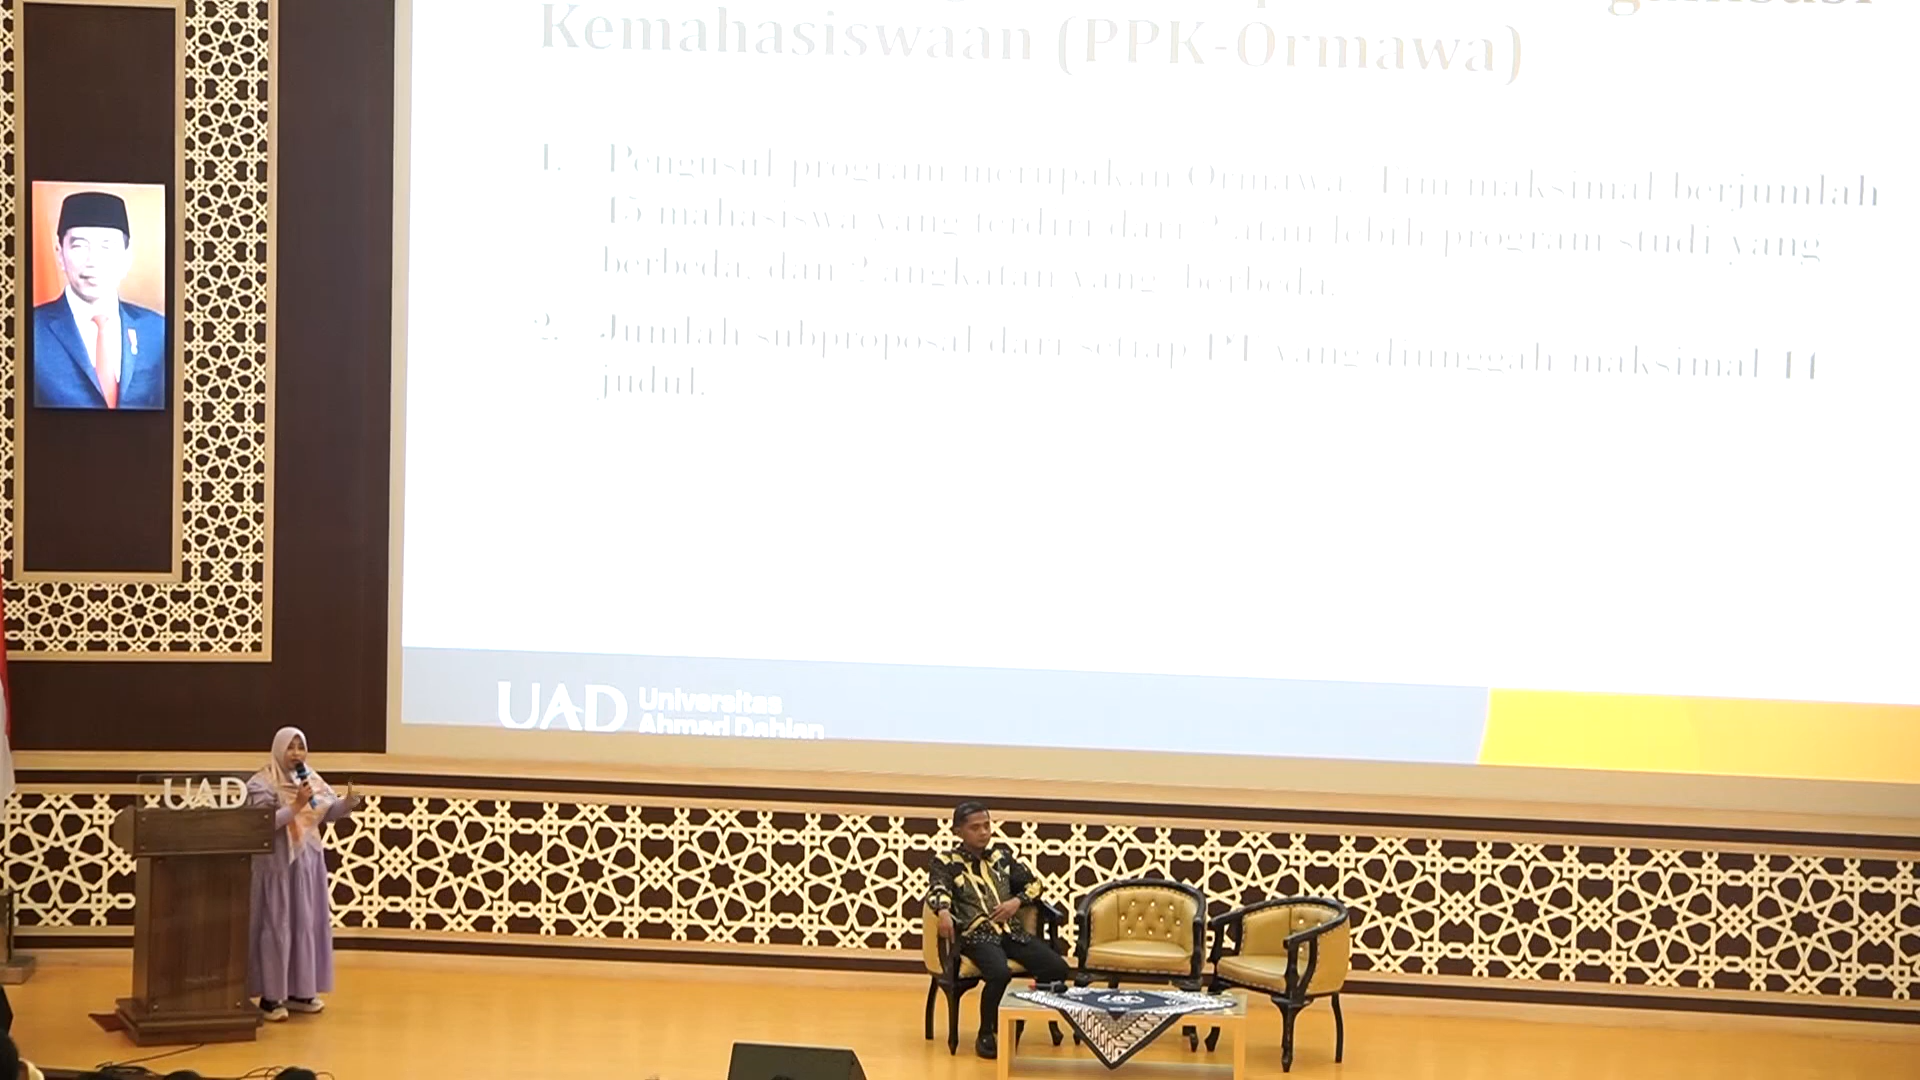 Kemahasiswaan (PPK-Ormawa)
1. Pengusul program merupakan Ormawa. Tim maksimal berjumlah
15 mahasiswa yang terdiri dari 2 atau lebih program studi yang
berbeda, dan 2 angkatan yang berbeda.
2. Jumlah subproposal dari setiap PT yang diunggah maksimal 11
judul.
UAD Universitas
Ahmad Dahlan
UAD